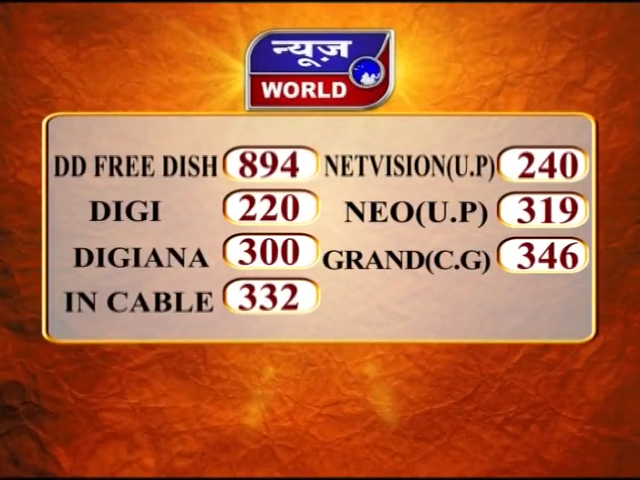 न्यूज़
WORLD
DD FREE DISH 894 NETVISION(U.P) 240
DIGI 220 NEO(U.P) 319
DIGIANA 300 GRAND(C.G) 346
IN CABLE 332